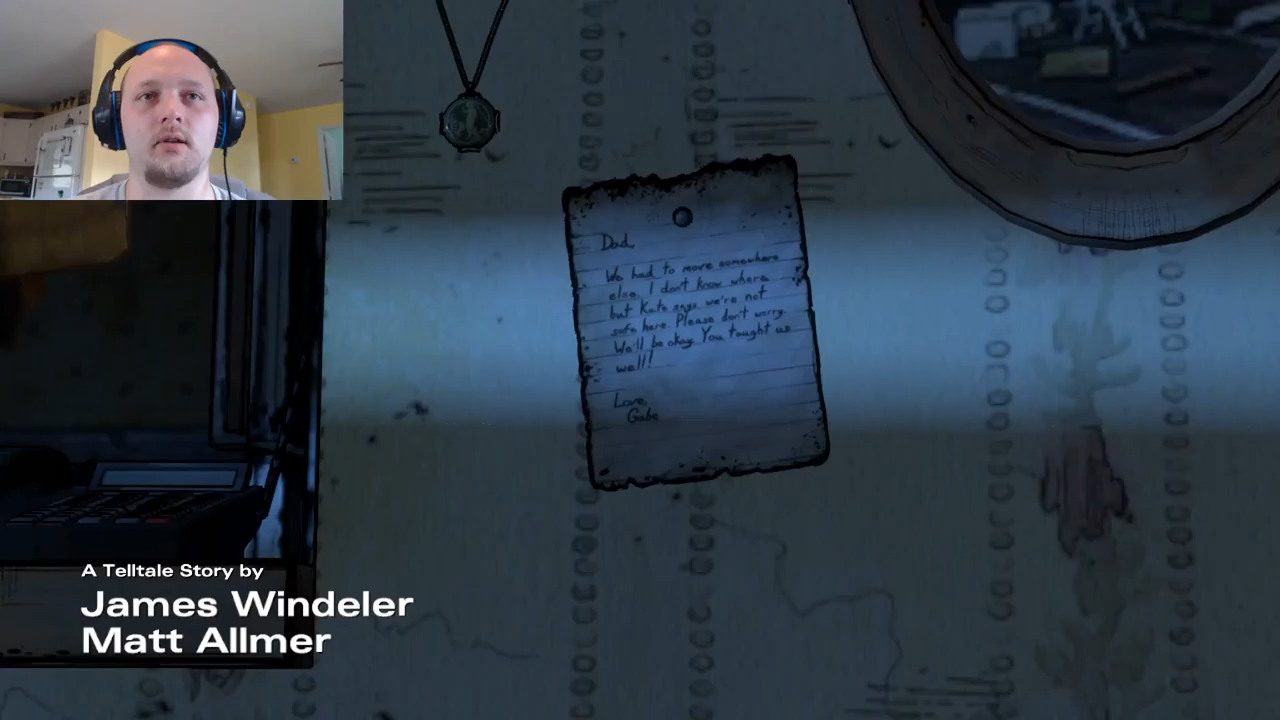 Dad,
We had to move somewhere
else. I don't know where
but Kate says we're not
safe here. Please don't worry.
We'll be okay. You taught us
well!
Love,
Gabe
A Telltale Story by
James Windeler
Matt Allmer